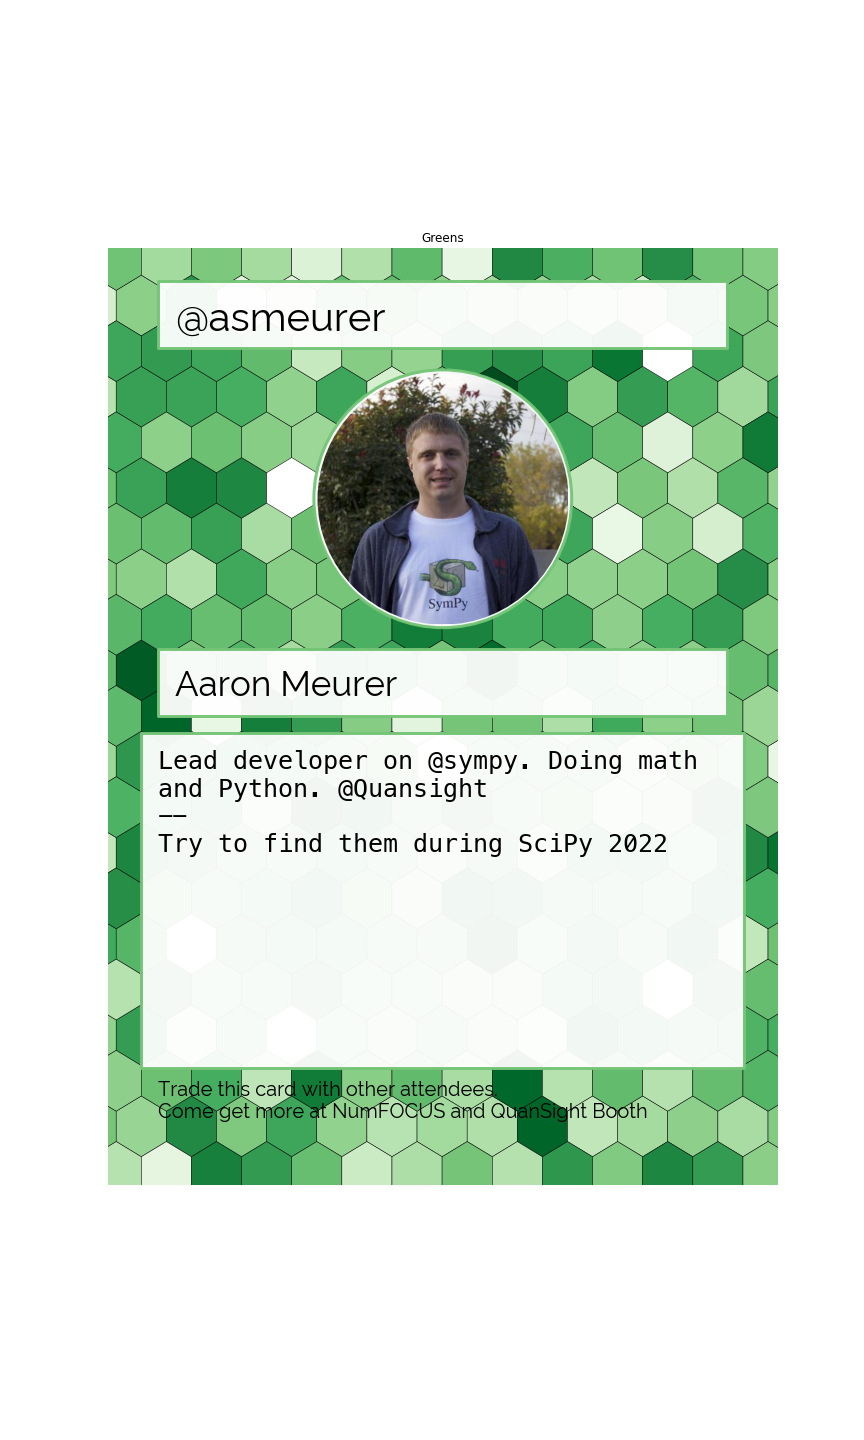 Greens
@asmeurer
SymPy
Aaron Meurer
Lead developer on @sympy. Doing math
and Python. @Quansight
——
Try to find them during SciPy 2022
Trade this card with other attendees.
Come get more at NumFOCUS and QuanSight Booth